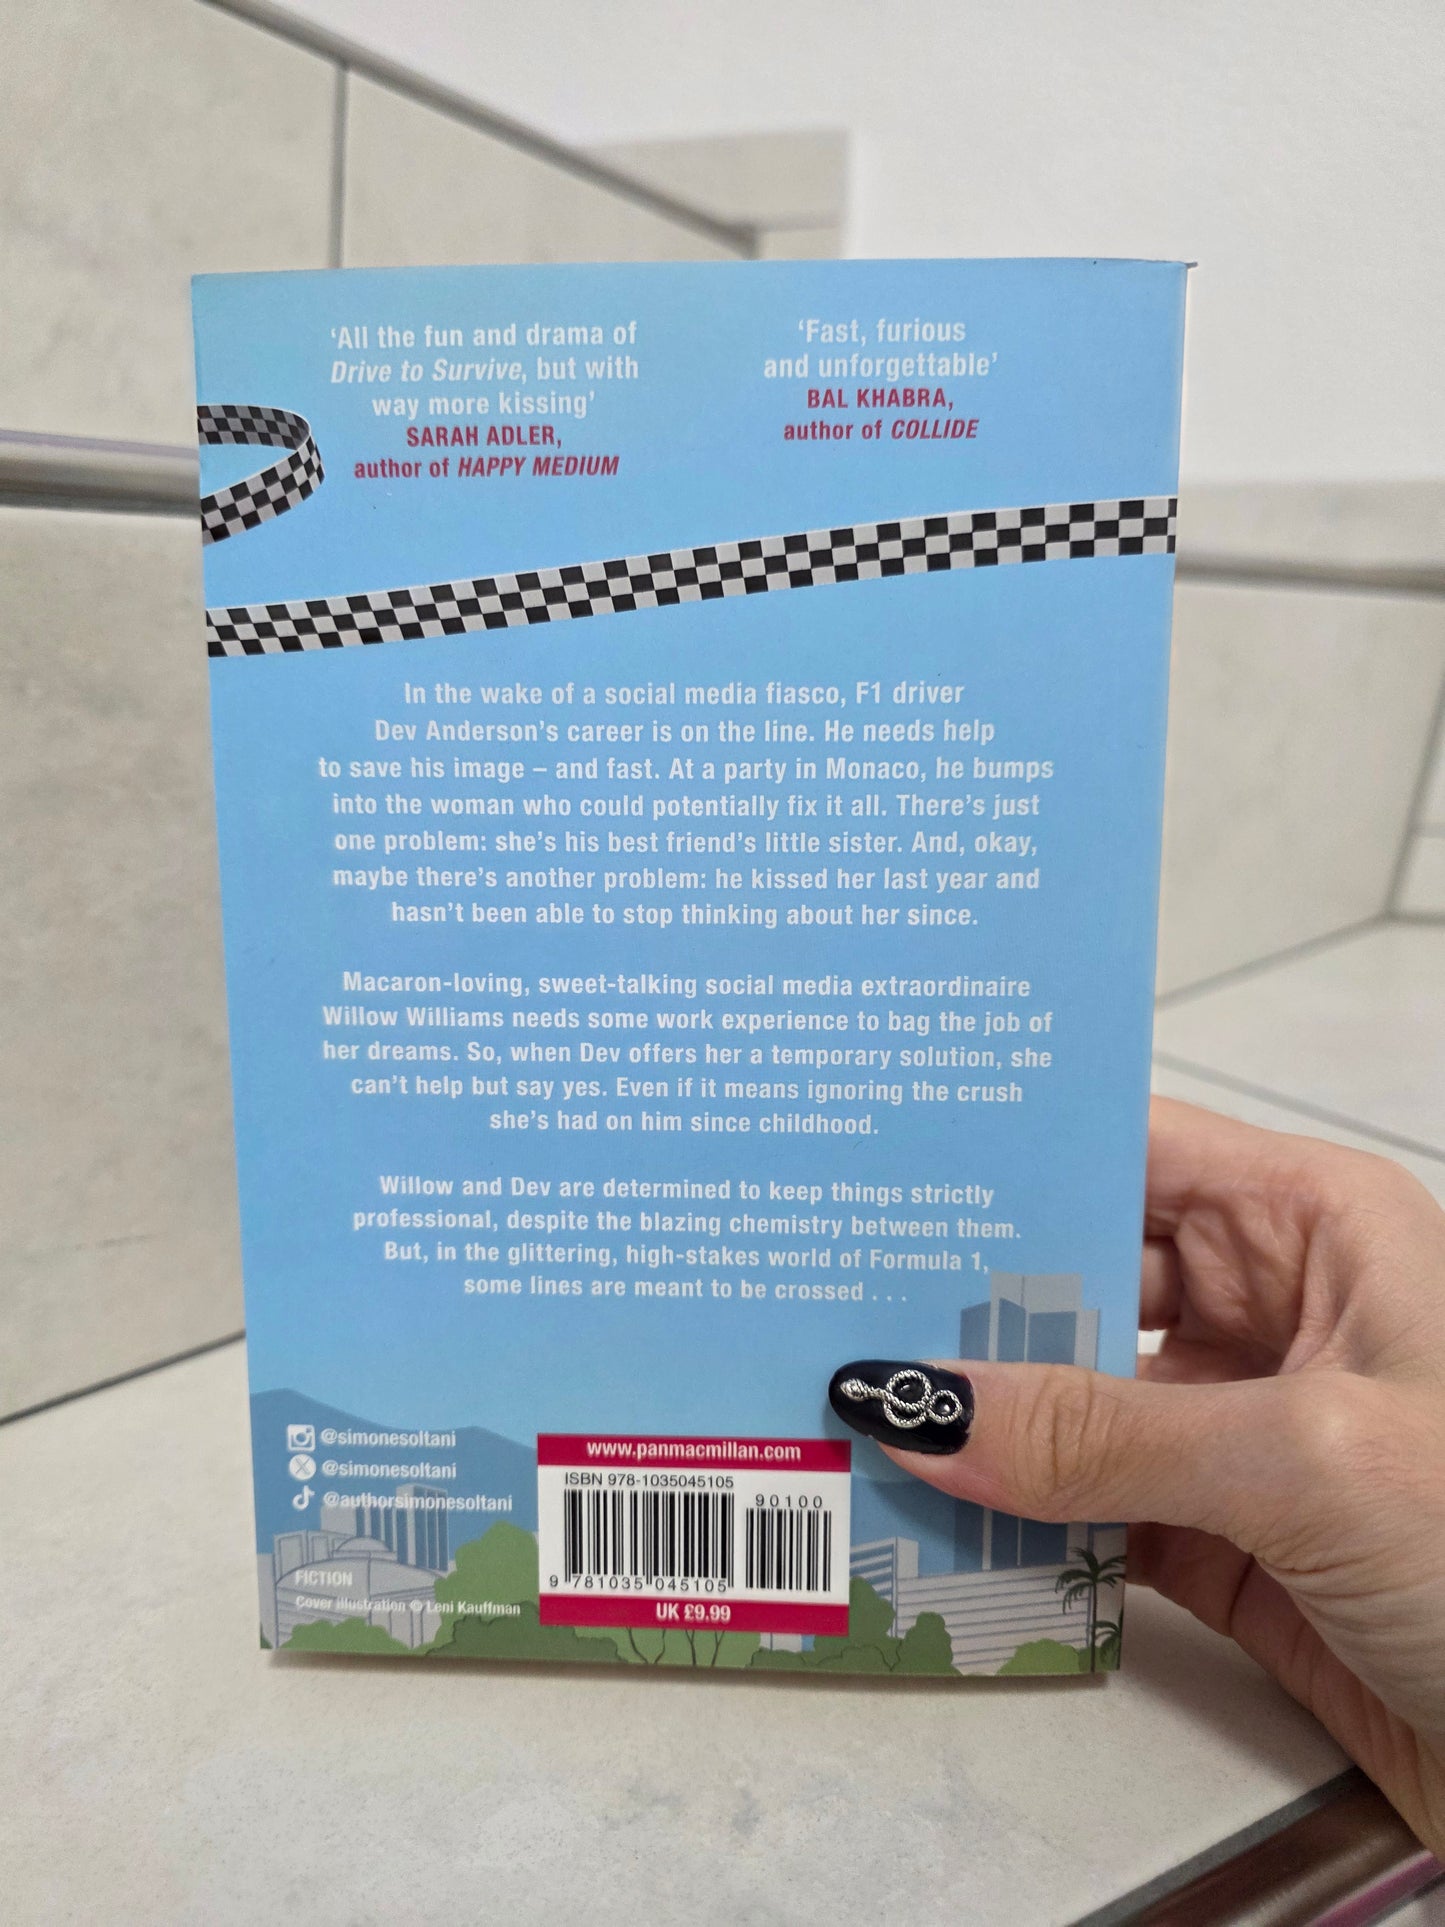 ‘All the fun and drama of
Drive to Survive, but with
way more kissing’
SARAH ADLER,
author of HAPPY MEDIUM
‘Fast, furious
and unforgettable’
BAL KHABRA,
author of COLLIDE
In the wake of a social media fiasco, F1 driver
Dev Anderson’s career is on the line. He needs help
to save his image – and fast. At a party in Monaco, he bumps
into the woman who could potentially fix it all. There’s just
one problem: she’s his best friend’s little sister. And, okay,
maybe there’s another problem: he kissed her last year and
hasn’t been able to stop thinking about her since.
Macaron-loving, sweet-talking social media extraordinaire
Willow Williams needs some work experience to bag the job of
her dreams. So, when Dev offers her a temporary solution, she
can’t help but say yes. Even if it means ignoring the crush
she’s had on him since childhood.
Willow and Dev are determined to keep things strictly
professional, despite the blazing chemistry between them.
But, in the glittering, high-stakes world of Formula 1,
some lines are meant to be crossed . . .
@simonesoltani
@simonesoltani
@authorsimonesoltani
FICTION
Cover illustration © Leni Kauffman
www.panmacmillan.com
ISBN 978-1035045105
90100
9 781035 045105
UK £9.99